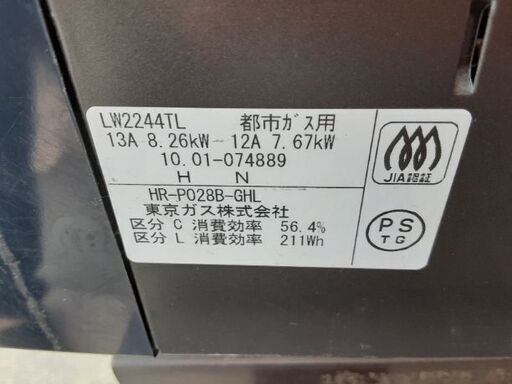 LW2244TL 都市ガス用
13A 8.26kW 12A 7.67kW
10.01-074889
H N
HR-P028B-GHL
東京ガス株式会社
区分 C 消費効率 56.4%
区分 L 消費効率 211Wh
JIA認証
PS
TG